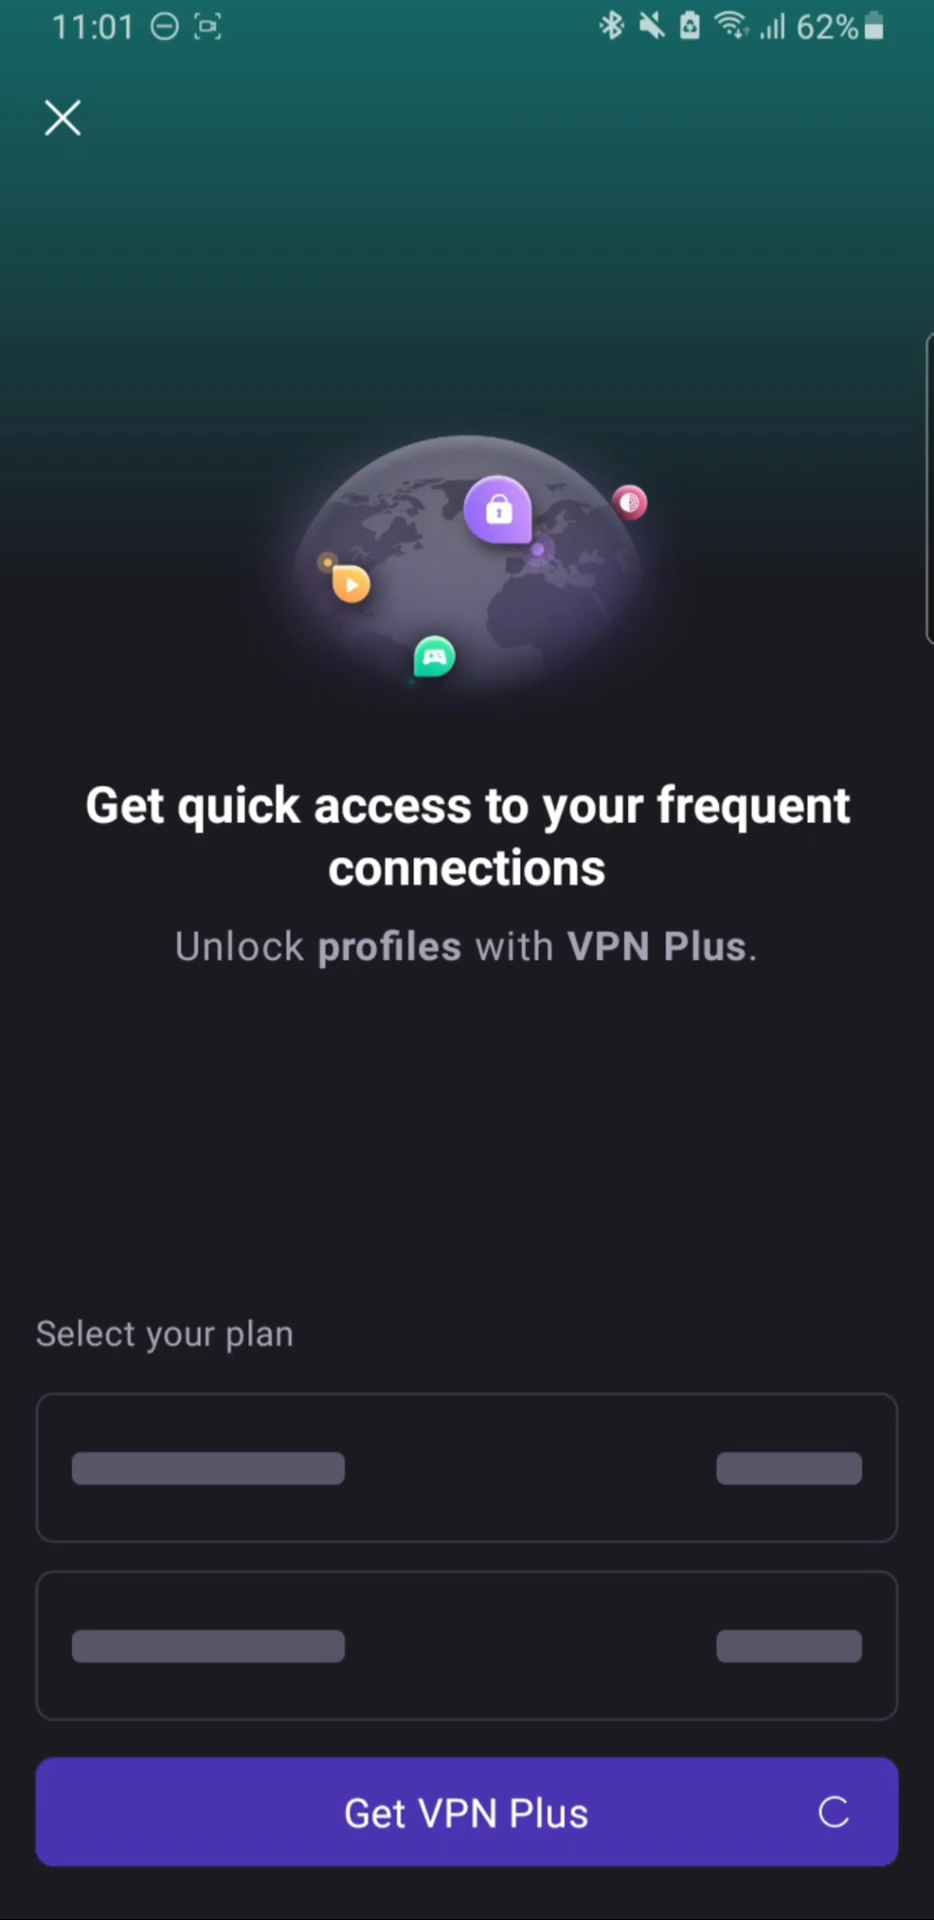 11:01
62%
Get quick access to your frequent
connections
Unlock profiles with VPN Plus.
Select your plan
Get VPN Plus